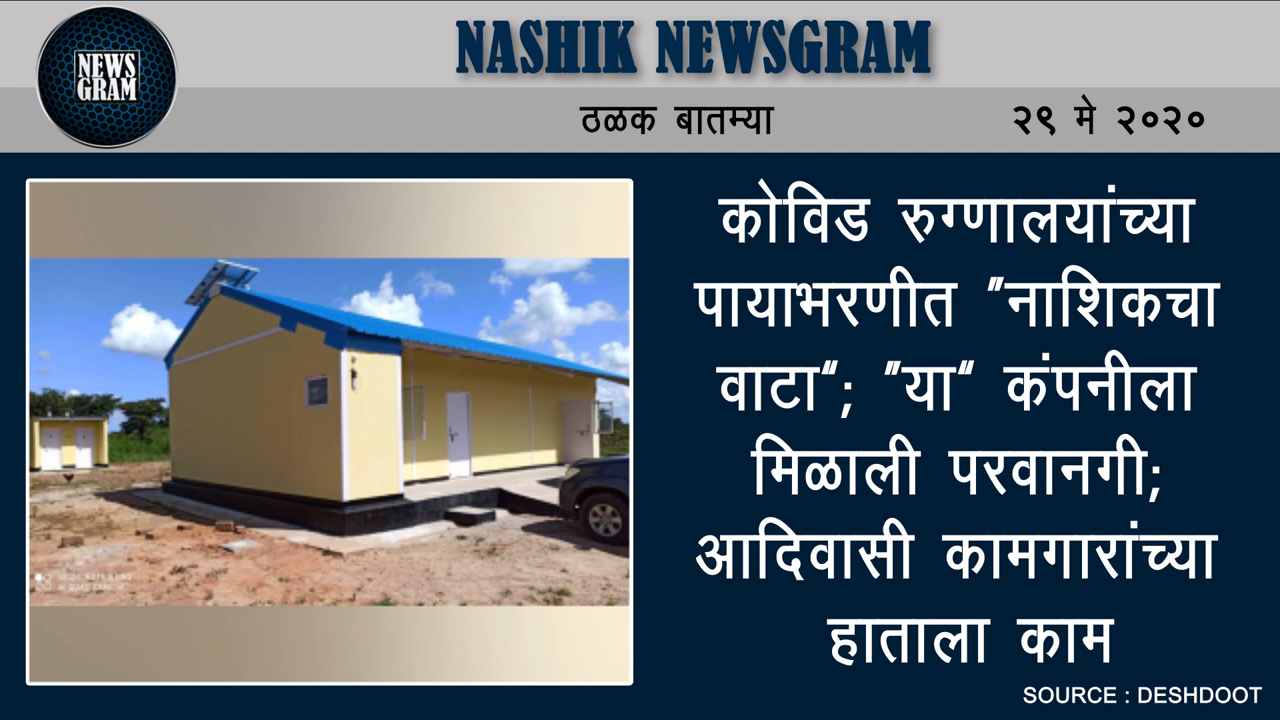 NEWS
GRAM
NASHIK NEWSGRAM
ठळक बातम्या
२९ मे २०२०
कोविड रुग्णालयांच्या
पायाभरणीत "नाशिकचा
वाटा"; "या" कंपनीला
मिळाली परवानगी;
आदिवासी कामगारांच्या
हाताला काम
SOURCE : DESHDOOT